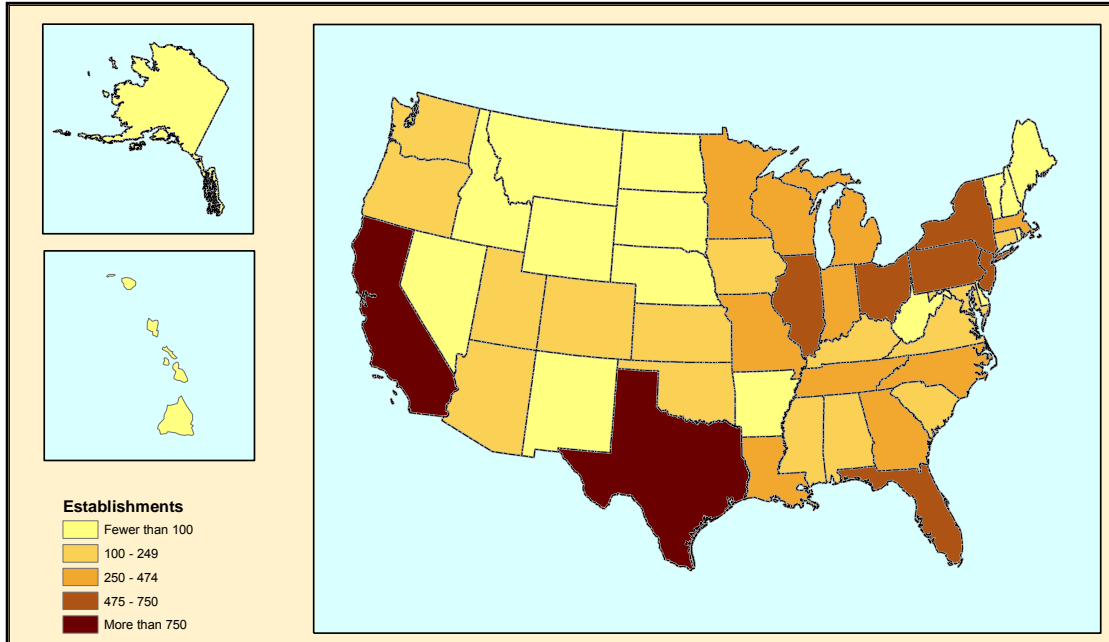 Establishments
Fewer than 100
100 - 249
250 - 474
475 - 750
More than 750